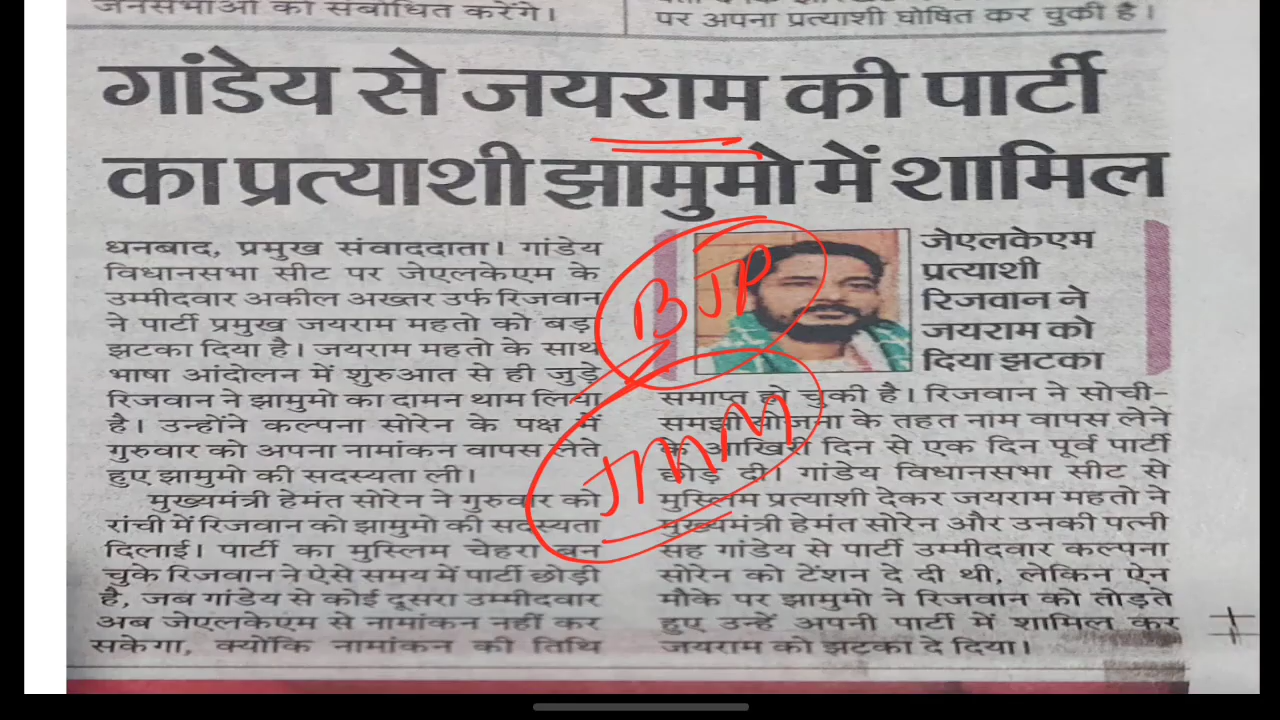 जनसभाओं को संबोधित करेंगे।
पर अपना प्रत्याशी घोषित कर चुकी है।
गांडेय से जयराम की पार्टी
का प्रत्याशी झामुमो में शामिल
धनबाद, प्रमुख संवाददाता। गांडेय
विधानसभा सीट पर जेएलकेएम के
उम्मीदवार अकील अख्तर उर्फ रिजवान
ने पार्टी प्रमुख जयराम महतो को बड़ा
झटका दिया है। जयराम महतो के साथ
भाषा आंदोलन में शुरुआत से ही जुड़े
रिजवान ने झामुमो का दामन थाम लिया
है। उन्होंने कल्पना सोरेन के पक्ष में
गुरुवार को अपना नामांकन वापस लेते
हुए झामुमो की सदस्यता ली।
मुख्यमंत्री हेमंत सोरेन ने गुरुवार को
रांची में रिजवान को झामुमो की सदस्यता
दिलाई। पार्टी का मुस्लिम चेहरा बन
चुके रिजवान ने ऐसे समय में पार्टी छोड़ी
है, जब गांडेय से कोई दूसरा उम्मीदवार
अब जेएलकेएम से नामांकन नहीं कर
सकेगा, क्योंकि नामांकन की तिथि
BJP
JMM
जेएलकेएम
प्रत्याशी
रिजवान ने
जयराम को
दिया झटका
समाप्त हो चुकी है। रिजवान ने सोची-
समझी योजना के तहत नाम वापस लेने
के आखिरी दिन से एक दिन पूर्व पार्टी
छोड़ दी। गांडेय विधानसभा सीट से
मुस्लिम प्रत्याशी देकर जयराम महतो ने
मुख्यमंत्री हेमंत सोरेन और उनकी पत्नी
सह गांडेय से पार्टी उम्मीदवार कल्पना
सोरेन को टेंशन दे दी थी, लेकिन ऐन
मौके पर झामुमो ने रिजवान को तोड़ते
हुए उन्हें अपनी पार्टी में शामिल कर
जयराम को झटका दे दिया।